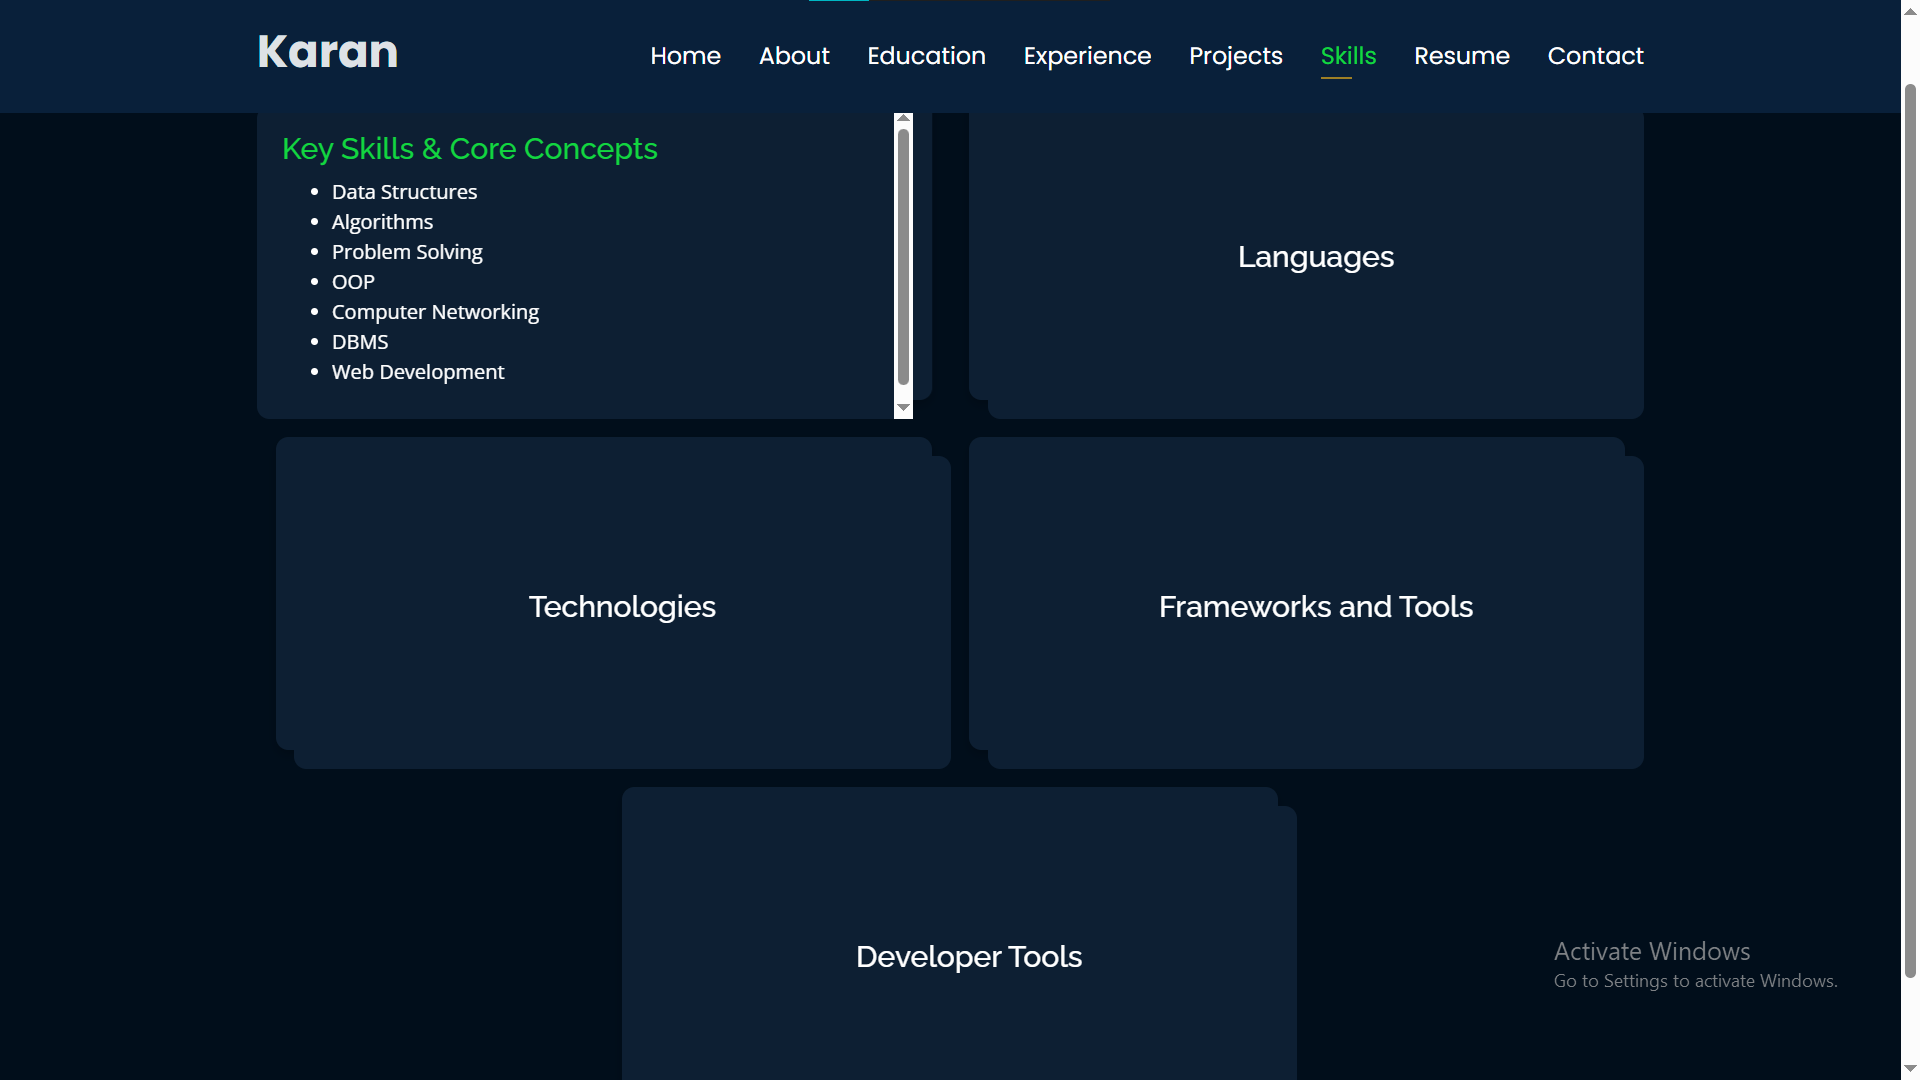 Karan
Home About Education Experience Projects Skills Resume Contact
Key Skills & Core Concepts
Data Structures
Algorithms
Problem Solving
OOP
Computer Networking
DBMS
Web Development
Languages
Technologies
Frameworks and Tools
Developer Tools
Activate Windows
Go to Settings to activate Windows.